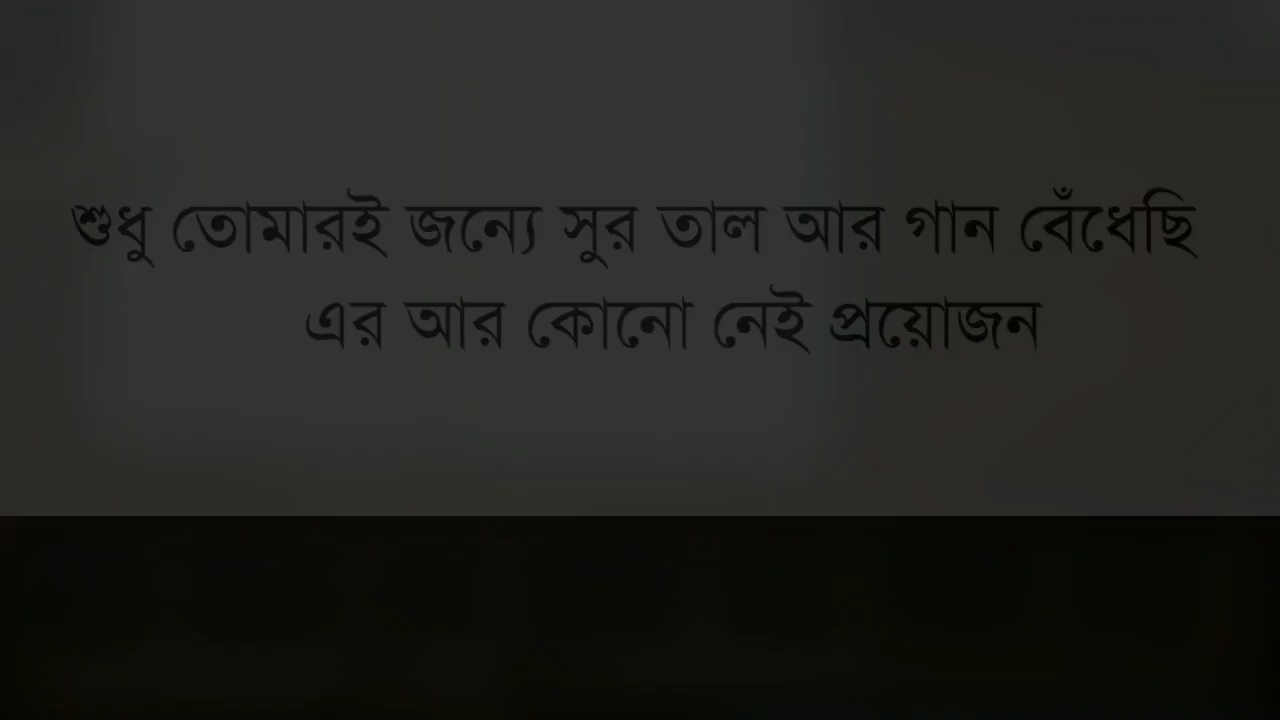 শুধু তোমারই জন্যে সুর তাল আর গান বেঁধেছি
এর আর কোনো নেই প্রয়োজন